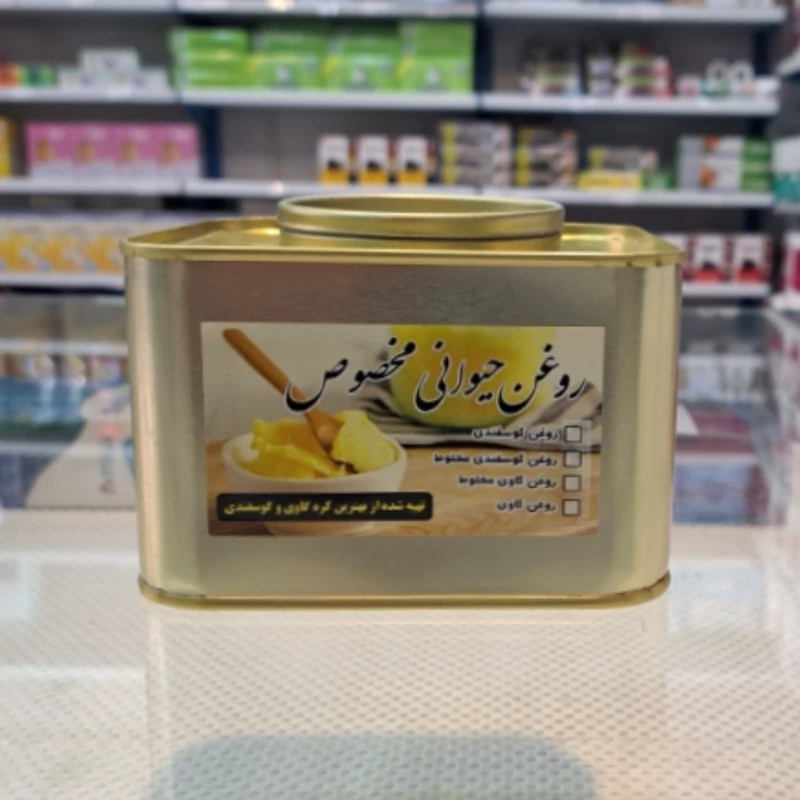 روغن حیوانی مخصوص
روغن گوسفندی
روغن گوسفندی مخلوط
روغن گاوی مخلوط
روغن گاوی
تهیه شده از بهترین کره گاوی و گوسفندی